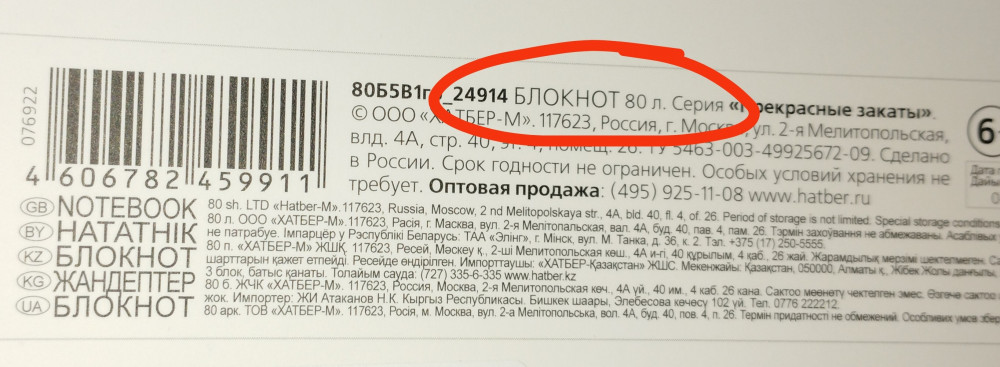 076922
4 606782 459911
80Б5В1гр_24914 БЛОКНОТ 80 л. Серия «Прекрасные закаты».
© ООО «ХАТБЕР-М». 117623, Россия, г. Москва, ул. 2-я Мелитопольская,
влд. 4А, стр. 40, эт. 4, помещ. 26. ТУ 5463-003-49925672-09. Сделано
в России. Срок годности не ограничен. Особых условий хранения не
требует. Оптовая продажа: (495) 925-11-08 www.hatber.ru
6
Дата
GB NOTEBOOK
BY НАТАТНІК
KZ БЛОКНОТ
KG ЖАНДЕПТЕР
UA БЛОКНОТ
80 sh. LTD «Hatber-M».117623, Russia, Moscow, 2 nd Melitopolskaya str., 4A, bld. 40, fl. 4, of. 26. Period of storage is not limited. Special storage conditions
80 л. ООО «ХАТБЕР-М». 117623, Расія, г. Масква, вул. 2-я Мелітапольская, вал. 4А, буд. 40, пав. 4, пам. 26. Тэрмін захоўвання не абмежаваны. Асаблівых
не патрабуе. Імпарцёр у Рэспубліку Беларусь: ТАА «Элінг», г. Мінск, вул. М. Танка, д. 36, к. 2. Тэл. +375 (17) 250-5555.
80 п. «ХАТБЕР-М» ЖШҚ. 117623, Ресей, Мәскеу қ., 2-ші Мелитопольская көш., 4А и-гі, 40 құрылым, 4 қаб., 26 жай. Жарамдылық мерзімі шектелмеген.
шарттарын қажет етпейді. Ресейде өндірілген. Импорттаушы: «ХАТБЕР-Қазақстан» ЖШС. Мекенжайы: Қазақстан, 050000, Алматы қ., Жібек Жолы даңғылы,
3 блок, батыс қанаты. Толайым сауда: (727) 335-6-335 www.hatber.kz
80 б. ЖЧК «ХАТБЕР-М». 117623, Россия, Москва, 2-я Мелитопольская көч., 4А үй., 40 им., 4 каб. 26 кана. Сактоо мөөнөтү чектелген эмес. Өзгөчө сактоо
жок. Импортер: ЖИ Атаканов Н.К. Кыргыз Республикасы. Бишкек шаары, Элебесова көчөсү 102 үй. Тел. 0776 222212.
80 арк. ТОВ «ХАТБЕР-М». 117623, Росія, м. Москва, вул. 2-а Мелітопольська, вол. 4А, буд. 40, пов. 4, п. 26. Термін придатності не обмежений. Особливих умов